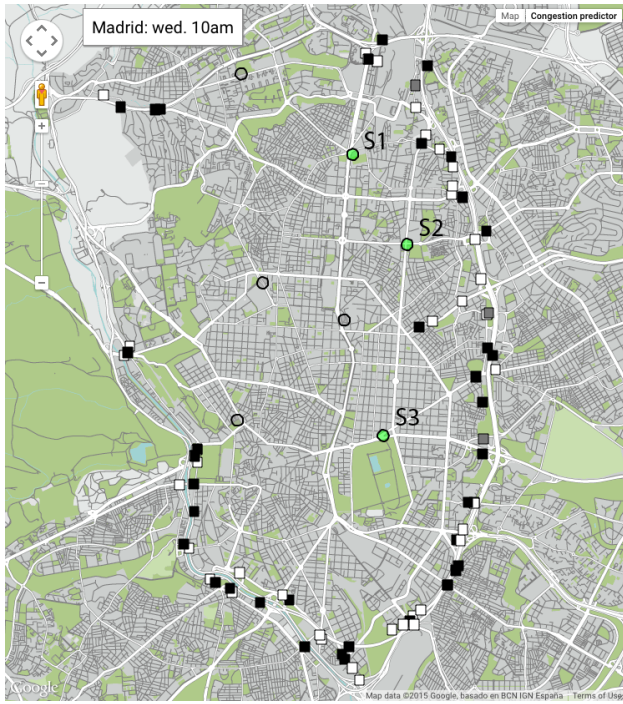 Madrid: wed. 10am
Map Congestion predictor
S1
S2
S3
Google
Map data ©2015 Google, basado en BCN IGN España Terms of Use